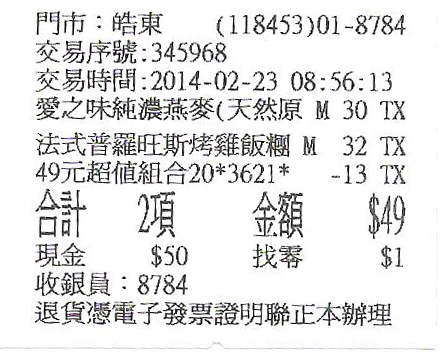 門市：皓東 (118453)01-8784
交易序號:345968
交易時間:2014-02-23 08:56:13
愛之味純濃燕麥(天然原 M 30 TX
法式普羅旺斯烤雞飯糰 M 32 TX
49元超值組合20*3621* -13 TX
合計 2項 金額 $49
現金 $50 找零 $1
收銀員：8784
退貨憑電子發票證明聯正本辦理